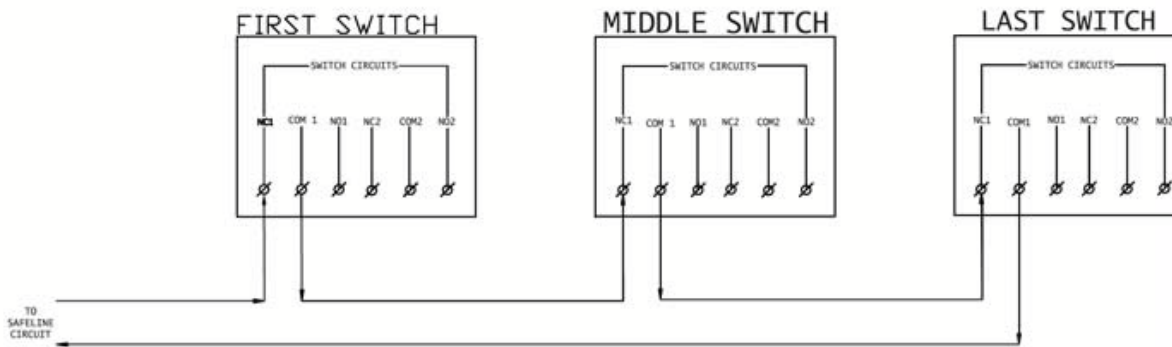 FIRST SWITCH
MIDDLE SWITCH
LAST SWITCH
SWITCH CIRCUITS
SWITCH CIRCUITS
SWITCH CIRCUITS
NC1 COM 1 NO1 NC2 COM2 NO2
NC1 COM 1 NO1 NC2 COM2 NO2
NC1 COM1 NO1 NC2 COM2 NO2
TO
SAFELINE
CIRCUIT